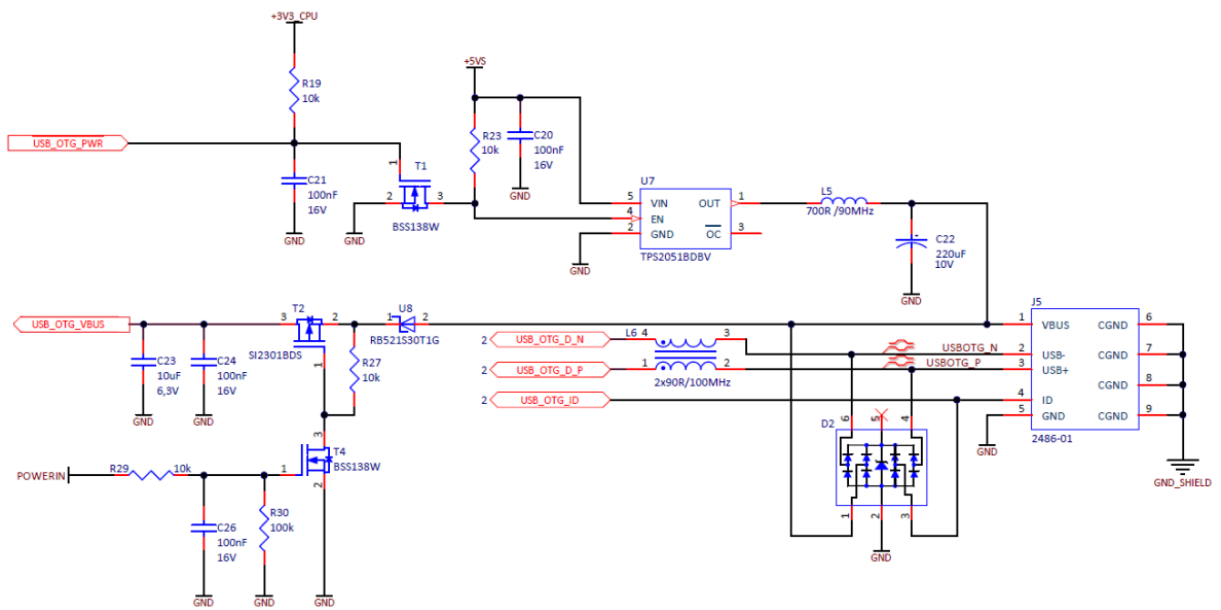 +3V3_CPU
R19
10k
USB_OTG_PWR
C21
100nF
16V
GND
1
T1
2
3
BSS138W
GND
+5VS
R23
10k
C20
100nF
16V
GND
U7
5 VIN OUT 1
4 EN
2 GND OC 3
TPS2051BDBV
GND
L5
700R /90MHz
C22
220uF
10V
GND
USB_OTG_VBUS
T2
3
2
1
SI2301BDS
U8
1
2
RB521S30T1G
C23
10uF
6,3V
GND
C24
100nF
16V
GND
R27
10k
2 USB_OTG_D_N
L6 4
3
2 USB_OTG_D_P
1
2
2x90R/100MHz
2 USB_OTG_ID
USBOTG_N
USBOTG_P
J5
1 VBUS CGND 6
2 USB- CGND 7
3 USB+ CGND 8
4 ID
5 GND CGND 9
2486-01
GND
GND_SHIELD
D2
6
5
4
1
2
3
GND
POWERIN
R29
10k
3
T4
1
BSS138W
2
C26
100nF
16V
R30
100k
GND
GND
GND